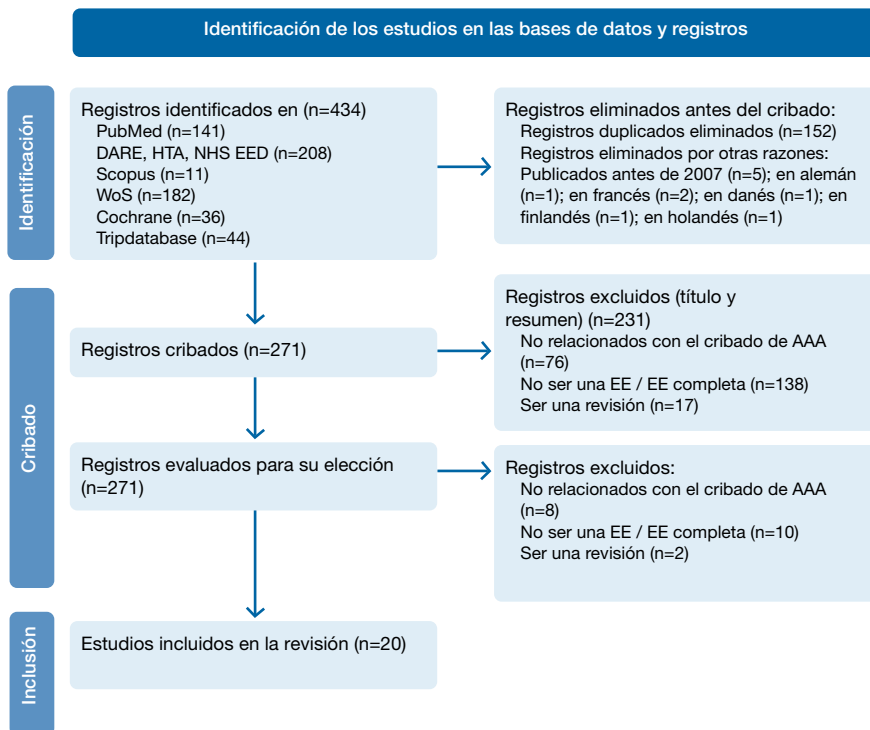 Identificación de los estudios en las bases de datos y registros
Identificación
Registros identificados en (n=434)
PubMed (n=141)
DARE, HTA, NHS EED (n=208)
Scopus (n=11)
WoS (n=182)
Cochrane (n=36)
Tripdatabase (n=44)
Registros eliminados antes del cribado:
Registros duplicados eliminados (n=152)
Registros eliminados por otras razones:
Publicados antes de 2007 (n=5); en alemán
(n=1); en francés (n=2); en danés (n=1); en
finlandés (n=1); en holandés (n=1)
Cribado
Registros cribados (n=271)
Registros excluidos (título y
resumen) (n=231)
No relacionados con el cribado de AAA
(n=76)
No ser una EE / EE completa (n=138)
Ser una revisión (n=17)
Registros evaluados para su elección
(n=271)
Registros excluidos:
No relacionados con el cribado de AAA
(n=8)
No ser una EE / EE completa (n=10)
Ser una revisión (n=2)
Inclusión
Estudios incluidos en la revisión (n=20)